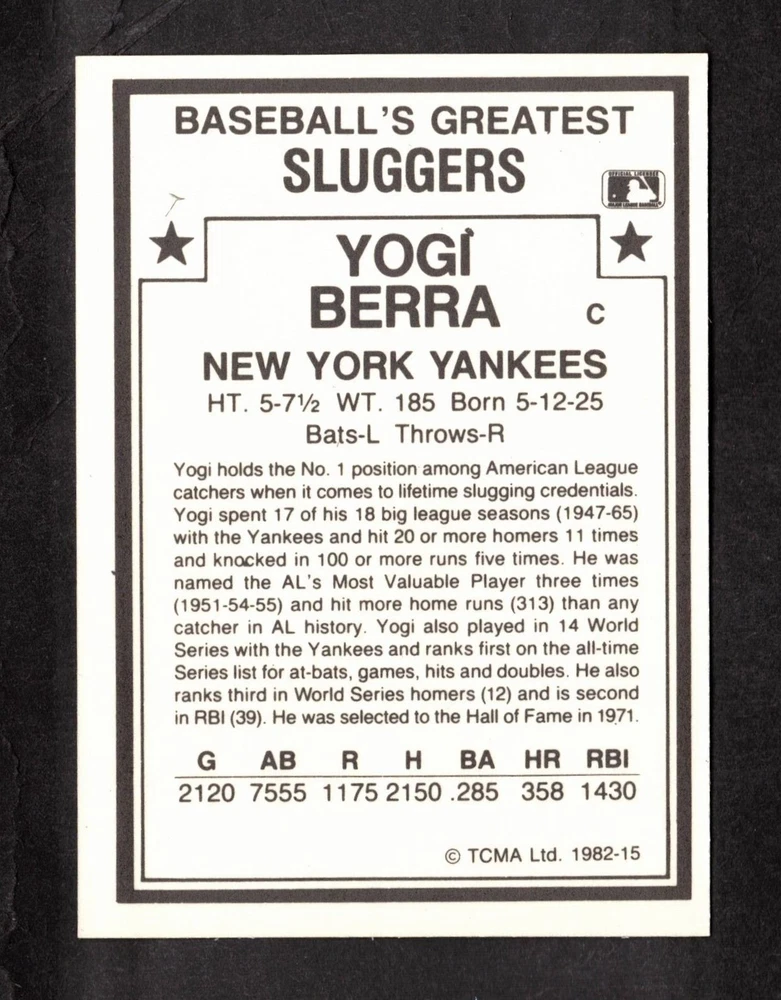 BASEBALL'S GREATEST
SLUGGERS
OFFICIAL LICENSEE
MAJOR LEAGUE BASEBALL
YOGI
BERRA C
NEW YORK YANKEES
HT. 5-7½ WT. 185 Born 5-12-25
Bats-L Throws-R
Yogi holds the No. 1 position among American League
catchers when it comes to lifetime slugging credentials.
Yogi spent 17 of his 18 big league seasons (1947-65)
with the Yankees and hit 20 or more homers 11 times
and knocked in 100 or more runs five times. He was
named the AL's Most Valuable Player three times
(1951-54-55) and hit more home runs (313) than any
catcher in AL history. Yogi also played in 14 World
Series with the Yankees and ranks first on the all-time
Series list for at-bats, games, hits and doubles. He also
ranks third in World Series homers (12) and is second
in RBI (39). He was selected to the Hall of Fame in 1971.
G AB R H BA HR RBI
2120 7555 1175 2150 .285 358 1430
© TCMA Ltd. 1982-15